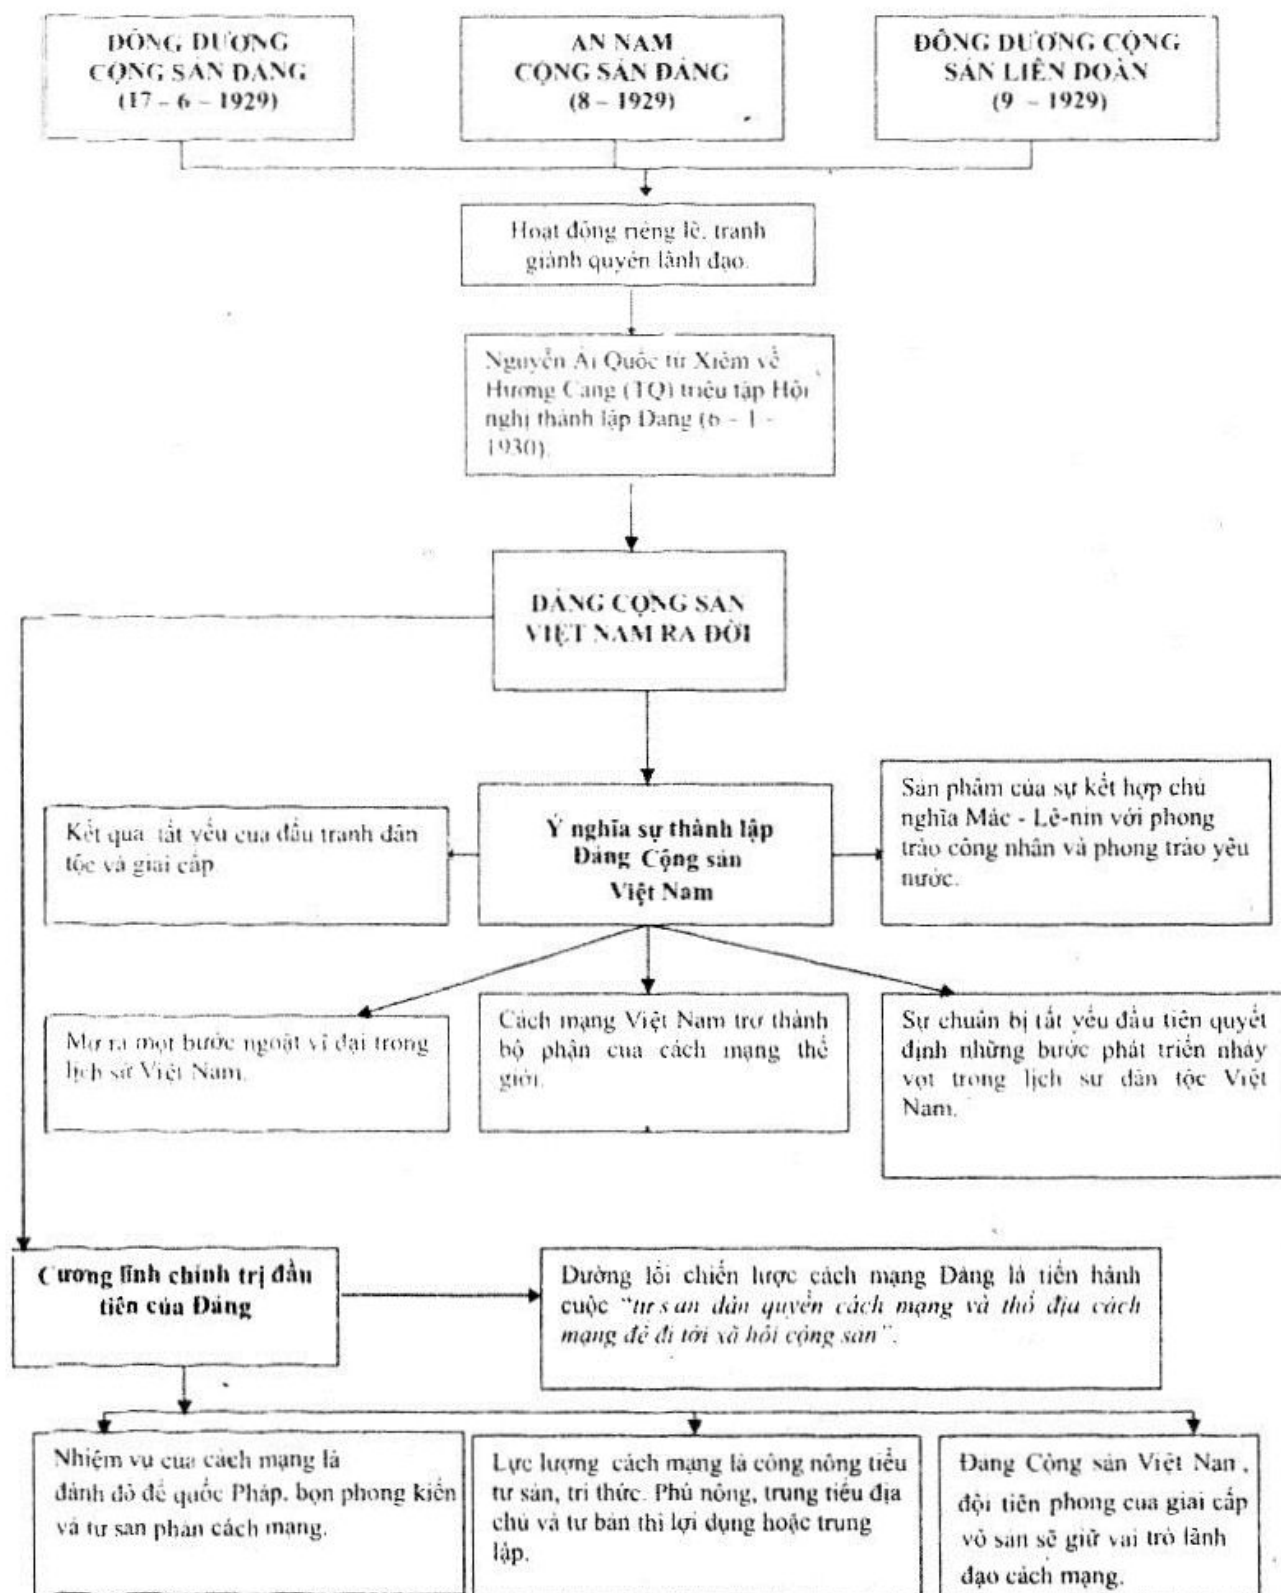 ĐÔNG DƯƠNG
CỘNG SẢN ĐẢNG
(17 – 6 – 1929)
AN NAM
CỘNG SẢN ĐẢNG
(8 – 1929)
ĐÔNG DƯƠNG CỘNG
SẢN LIÊN ĐOÀN
(9 – 1929)
Hoạt động riêng lẽ, tranh
giành quyền lãnh đạo.
Nguyễn Ái Quốc từ Xiêm về
Hương Cảng (TQ) triệu tập Hội
nghị thành lập Đảng (6 – 1 -
1930).
ĐẢNG CỘNG SẢN
VIỆT NAM RA ĐỜI
Kết quả tất yếu của đấu tranh dân
tộc và giai cấp
Ý nghĩa sự thành lập
Đảng Cộng sản
Việt Nam
Sản phẩm của sự kết hợp chủ
nghĩa Mác - Lê-nin với phong
trào công nhân và phong trào yêu
nước.
Mở ra một bước ngoặt vĩ đại trong
lịch sử Việt Nam.
Cách mạng Việt Nam trở thành
bộ phận của cách mạng thế
giới.
Sự chuẩn bị tất yếu đầu tiên quyết
định những bước phát triển nhảy
vọt trong lịch sử dân tộc Việt
Nam.
Cương lĩnh chính trị đầu
tiên của Đảng
Đường lối chiến lược cách mạng Đảng là tiến hành
cuộc “tư sản dân quyền cách mạng và thổ địa cách
mạng để đi tới xã hội cộng sản”.
Nhiệm vụ của cách mạng là
đánh đổ đế quốc Pháp, bọn phong kiến
và tư sản phản cách mạng.
Lực lượng cách mạng là công nông tiểu
tư sản, trí thức. Phú nông, trung tiểu địa
chủ và tư bản thì lợi dụng hoặc trung
lập.
Đảng Cộng sản Việt Nam,
đội tiên phong của giai cấp
vô sản sẽ giữ vai trò lãnh
đạo cách mạng.